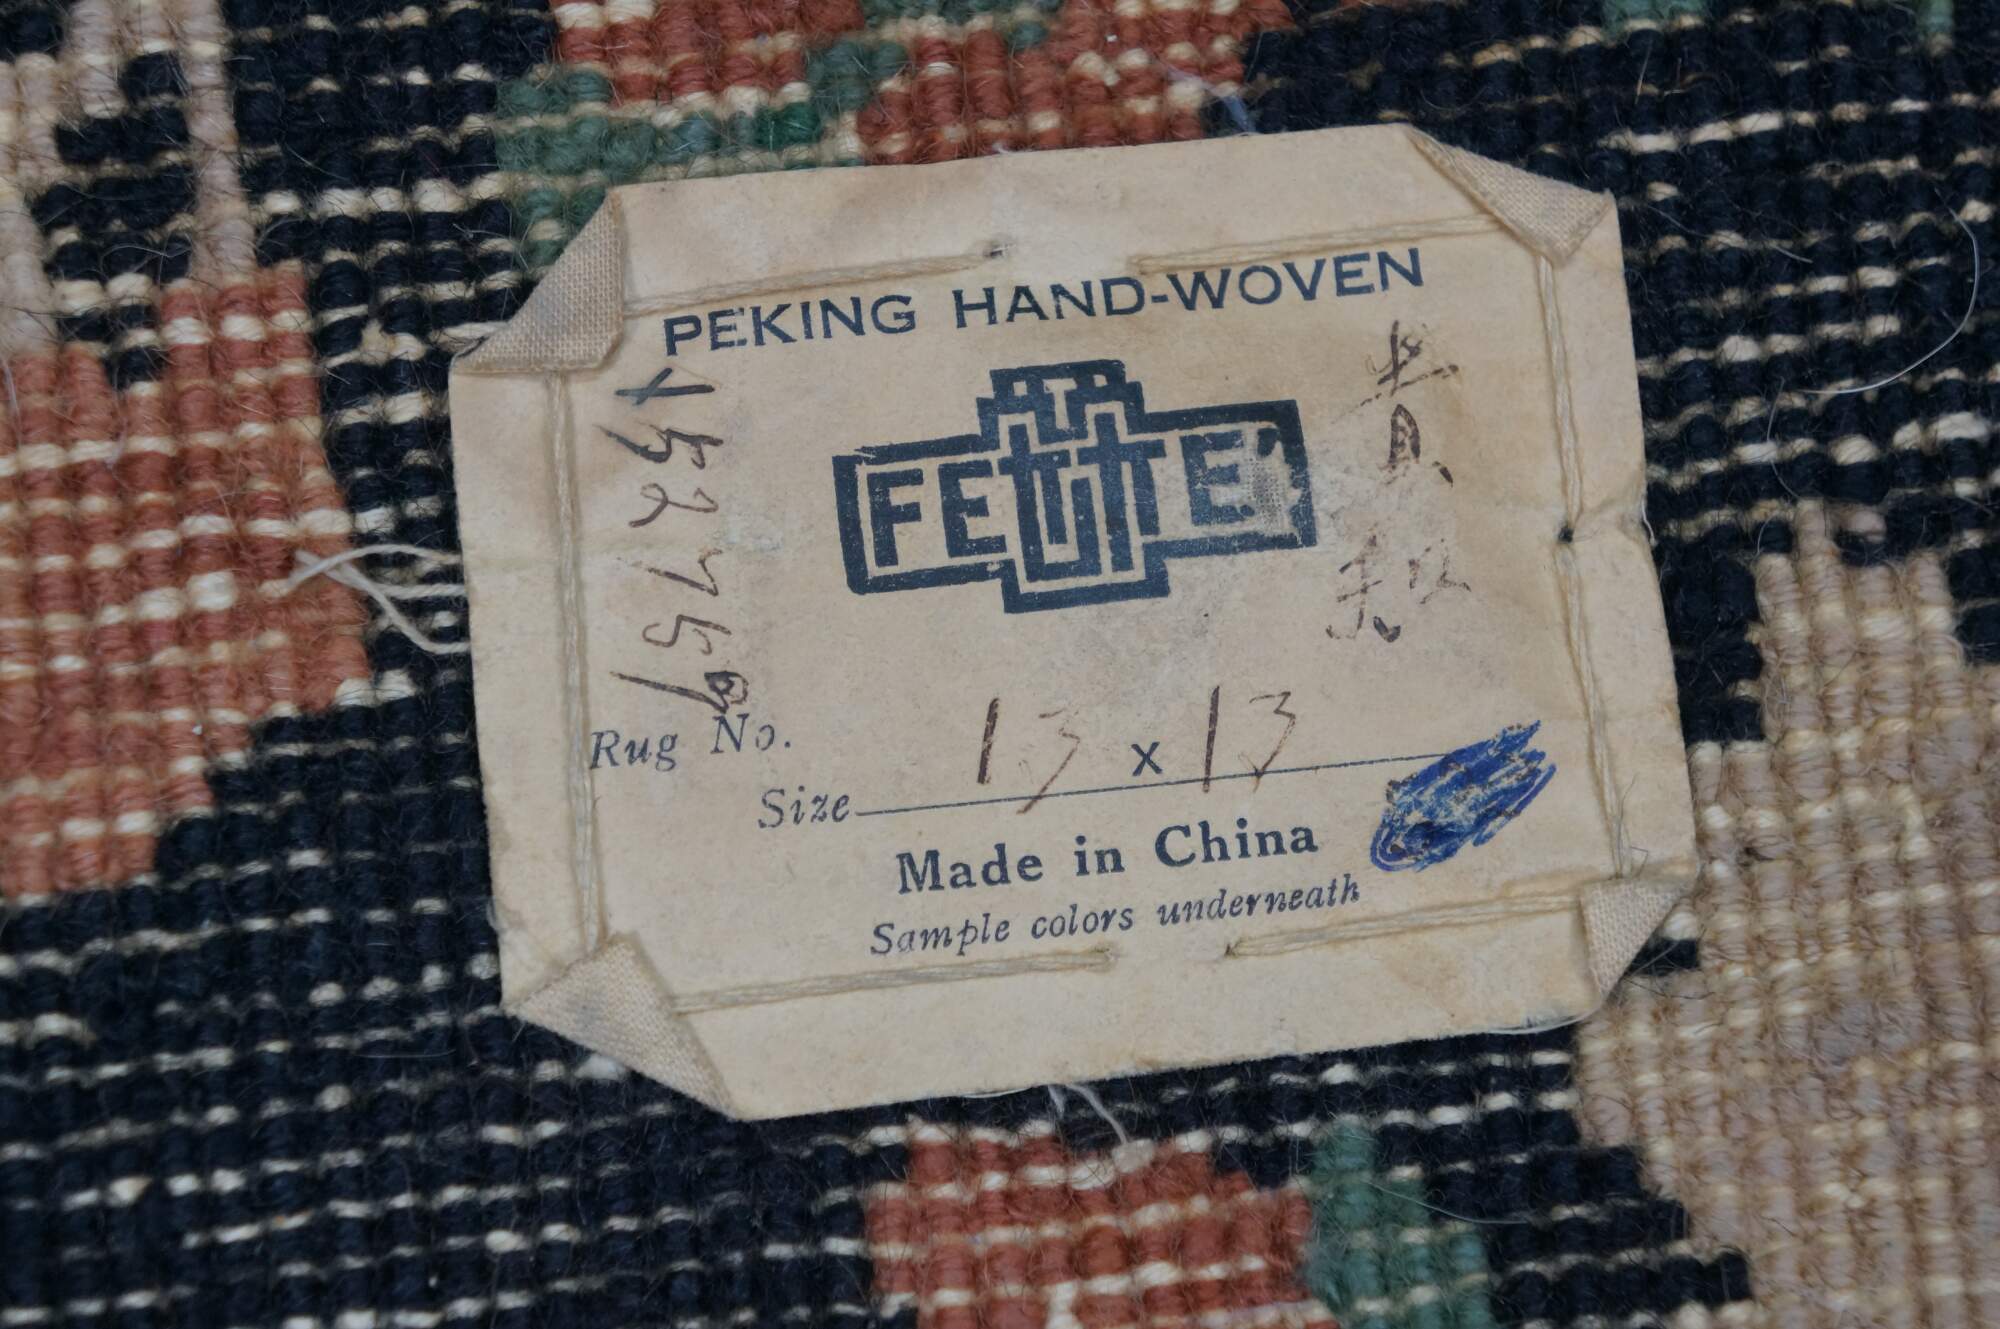 PEKING HAND-WOVEN
FETTE
Rug No.
Size 13 x 13
Made in China
Sample colors underneath